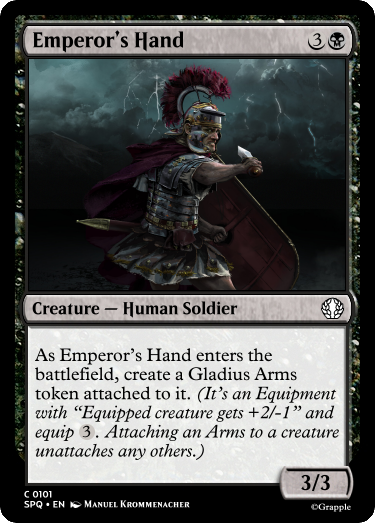 Emperor's Hand 3
Creature — Human Soldier
As Emperor's Hand enters the
battlefield, create a Gladius Arms
token attached to it. (It's an Equipment
with “Equipped creature gets +2/-1” and
equip 3. Attaching an Arms to a creature
unattaches any others.)
3/3
C 0101
SPQ • EN Manuel Krommenacher
©Grapple